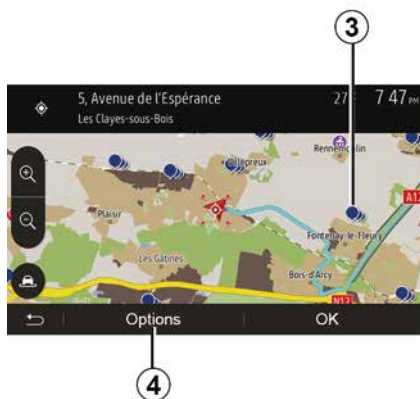 3
5, Avenue de l'Espérance
27° 7 47 PM
Les Clayes-sous-Bois
Rennemoulin
Villepreux
A12
Plaisir
Fontenay-le-Fleury
Les Gâtines
Bois-d'Arcy
N12
Options
OK
4